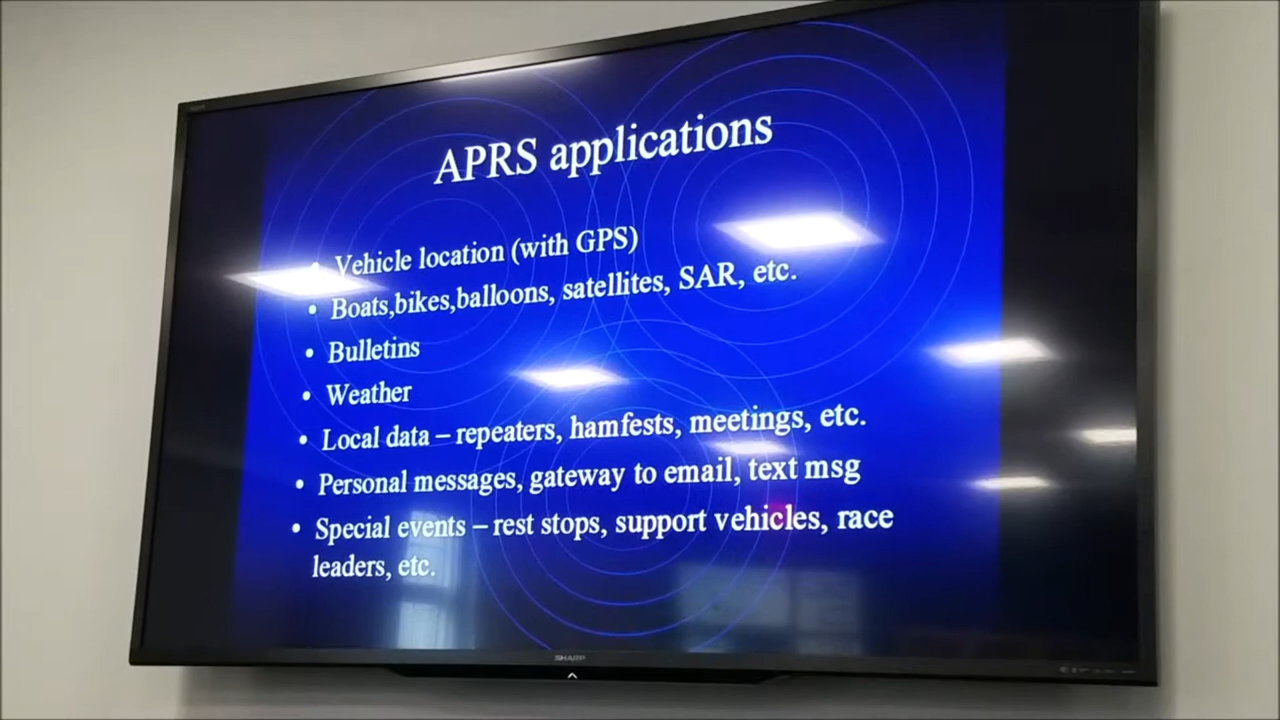 APRS applications
• Vehicle location (with GPS)
• Boats,bikes,balloons, satellites, SAR, etc.
• Bulletins
• Weather
• Local data – repeaters, hamfests, meetings, etc.
• Personal messages, gateway to email, text msg
• Special events – rest stops, support vehicles, race
leaders, etc.
SHARP